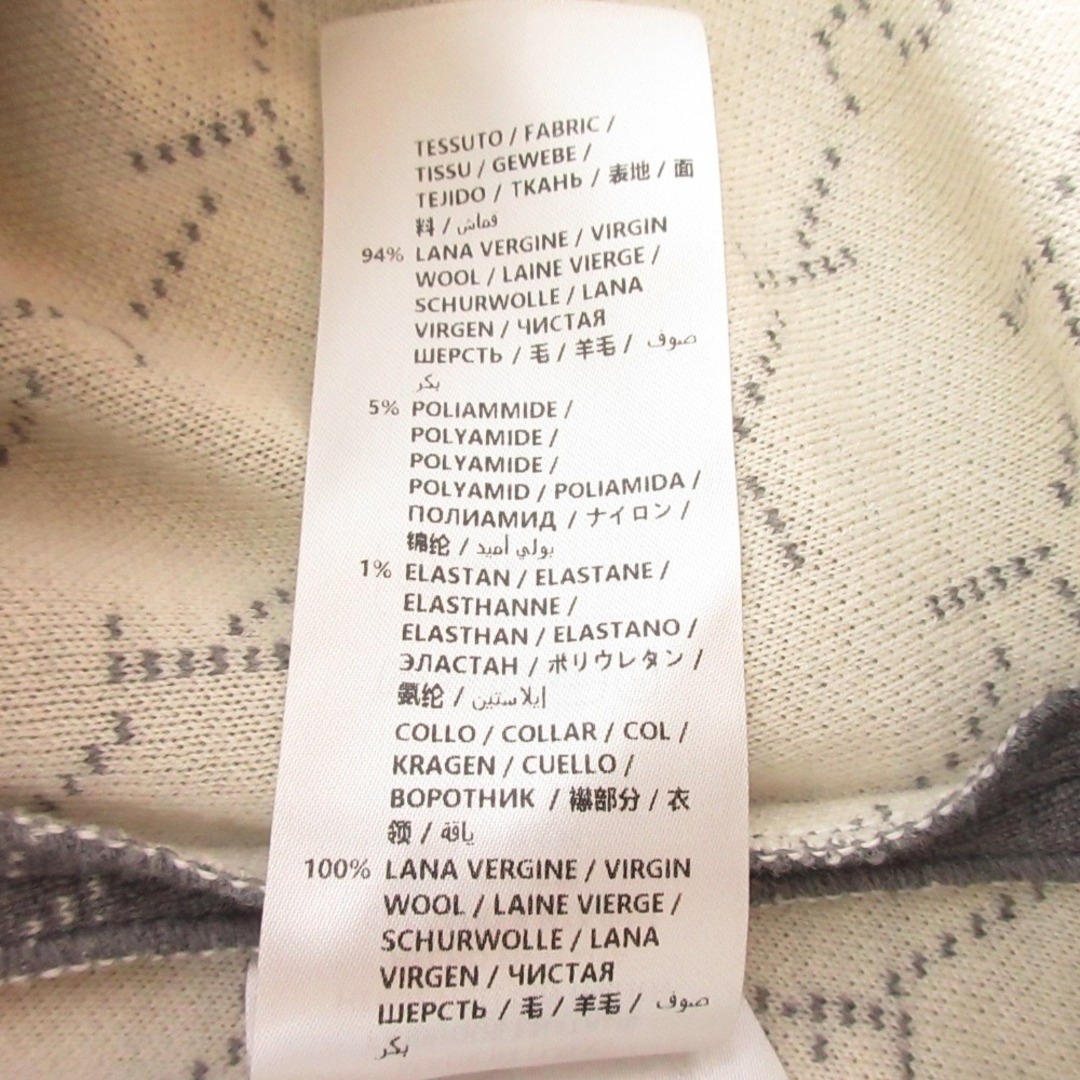 TESSUTO / FABRIC /
TISSU / GEWEBE /
TEJIDO / ТКАНЬ / 表地 / 面
料 / قماش
94% LANA VERGINE / VIRGIN
WOOL / LAINE VIERGE /
SCHURWOLLE / LANA
VIRGEN / ЧИСТАЯ
ШЕРСТЬ / 毛 / 羊毛 / صوف
بكر
5% POLIAMMIDE /
POLYAMIDE /
POLYAMIDE /
POLYAMID / POLIAMIDA /
ПОЛИАМИД / ナイロン /
锦纶 / بولي أميد
1% ELASTAN / ELASTANE /
ELASTHANNE /
ELASTHAN / ELASTANO /
ЭЛАСТАН / ポリウレタン /
氨纶 / إيلاستين
COLLO / COLLAR / COL /
KRAGEN / CUELLO /
ВОРОТНИК / 襟部分 / 衣
领 / ياقة
100% LANA VERGINE / VIRGIN
WOOL / LAINE VIERGE /
SCHURWOLLE / LANA
VIRGEN / ЧИСТАЯ
ШЕРСТЬ / 毛 / 羊毛 / صوف
بكر